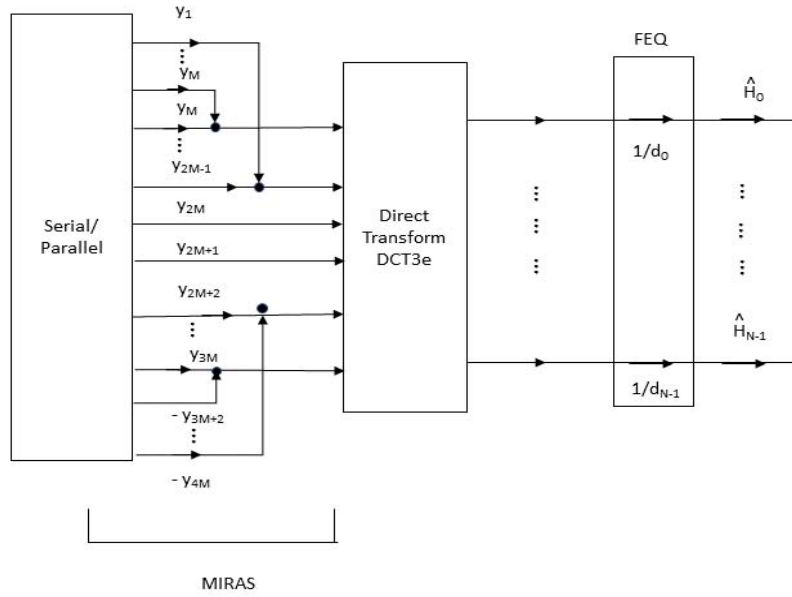 y1
yM
yM
y2M-1
y2M
y2M+1
y2M+2
y3M
- y3M+2
- y4M
Serial/
Parallel
MIRAS
Direct
Transform
DCT3e
FEQ
1/d0
1/dN-1
Ĥ0
ĤN-1